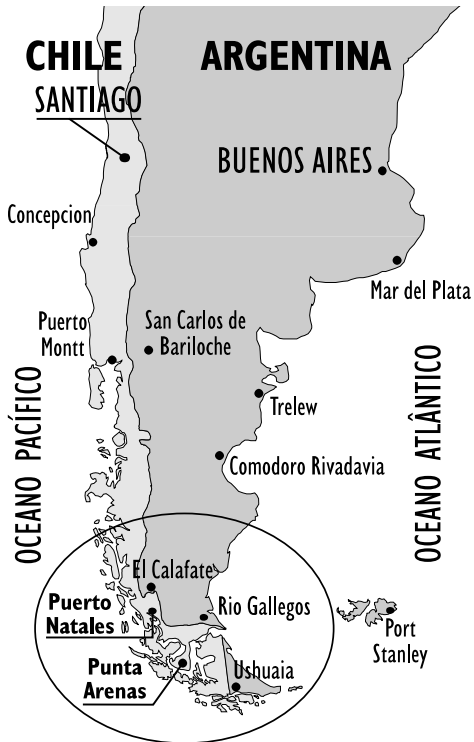 CHILE
ARGENTINA
SANTIAGO
BUENOS AIRES
Concepcion
Mar del Plata
Puerto
Montt
San Carlos de
Bariloche
Trelew
OCEANO PACÍFICO
OCEANO ATLÂNTICO
Comodoro Rivadavia
El Calafate
Puerto
Natales
Rio Gallegos
Port
Stanley
Punta
Arenas
Ushuaia